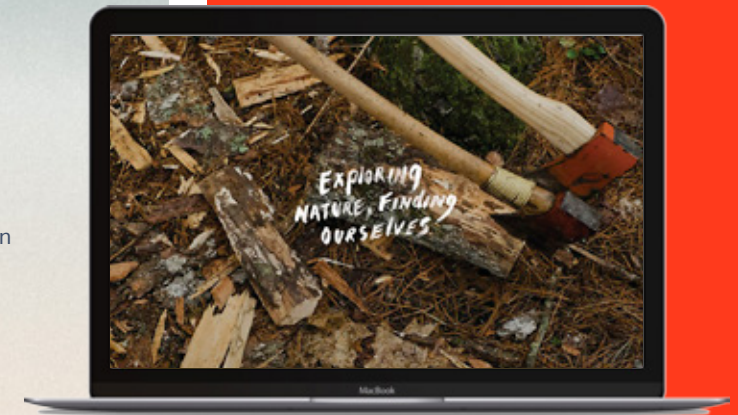 EXPLORING
NATURE, FINDING
OURSELVES
n
MacBook